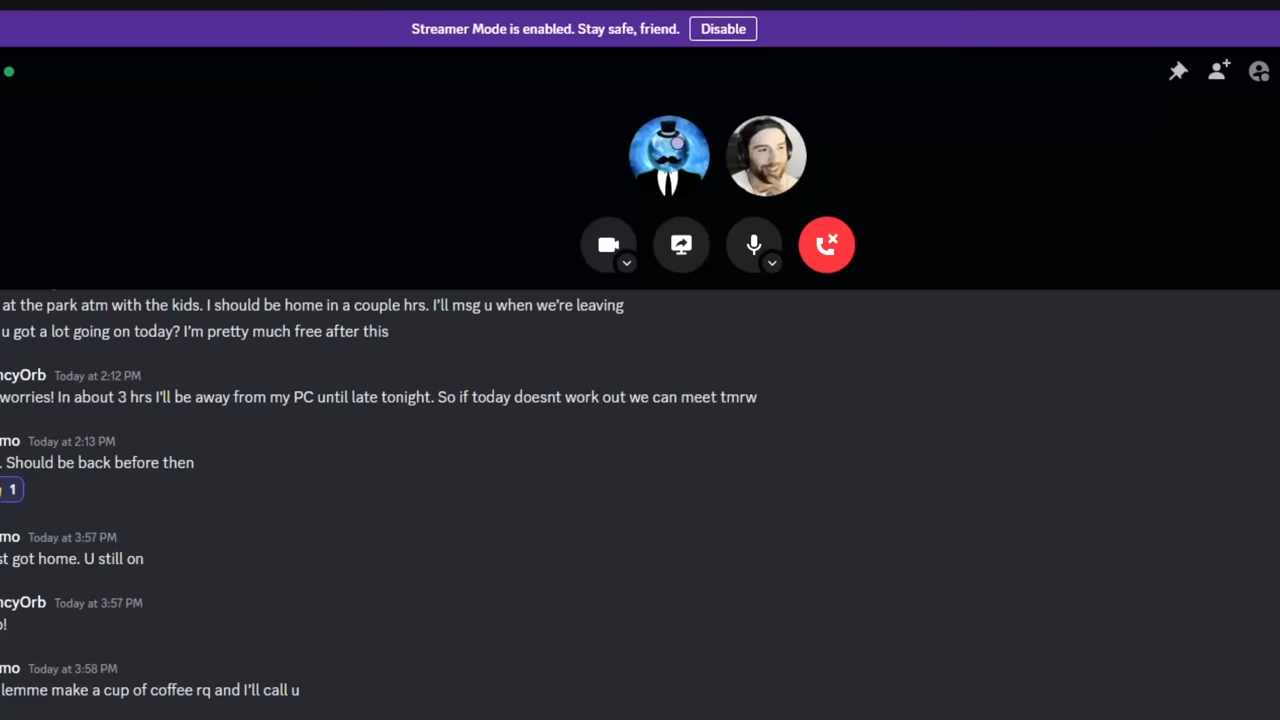 Streamer Mode is enabled. Stay safe, friend. Disable
at the park atm with the kids. I should be home in a couple hrs. I'll msg u when we're leaving
u got a lot going on today? I'm pretty much free after this
ncyOrb Today at 2:12 PM
worries! In about 3 hrs I'll be away from my PC until late tonight. So if today doesnt work out we can meet tmrw
mo Today at 2:13 PM
. Should be back before then
1
mo Today at 3:57 PM
st got home. U still on
ncyOrb Today at 3:57 PM
o!
mo Today at 3:58 PM
lemme make a cup of coffee rq and I'll call u